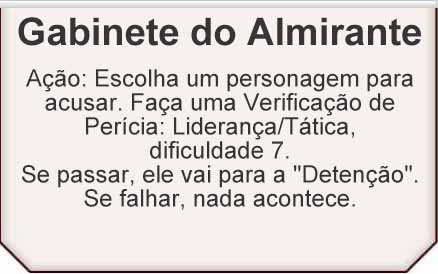 Gabinete do Almirante
Ação: Escolha um personagem para
acusar. Faça uma Verificação de
Perícia: Liderança/Tática,
dificuldade 7.
Se passar, ele vai para a "Detenção".
Se falhar, nada acontece.